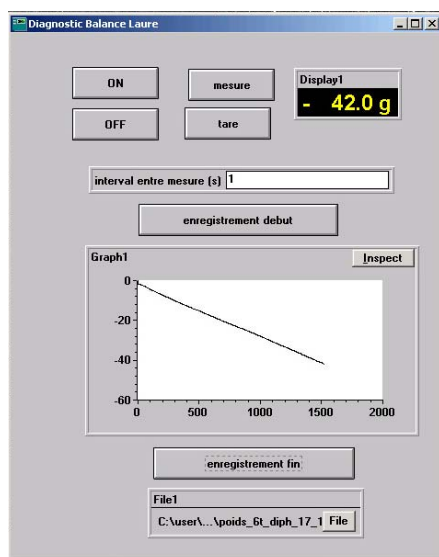 Diagnostic Balance Laure
ON
mesure
Display1
- 42.0 g
OFF
tare
interval entre mesure (s) 1
enregistrement debut
Graph1
Inspect
0
-20
-40
-60
0 500 1000 1500 2000
enregistrement fin
File1
C:\user\...\poids_6t_diph_17_1 File